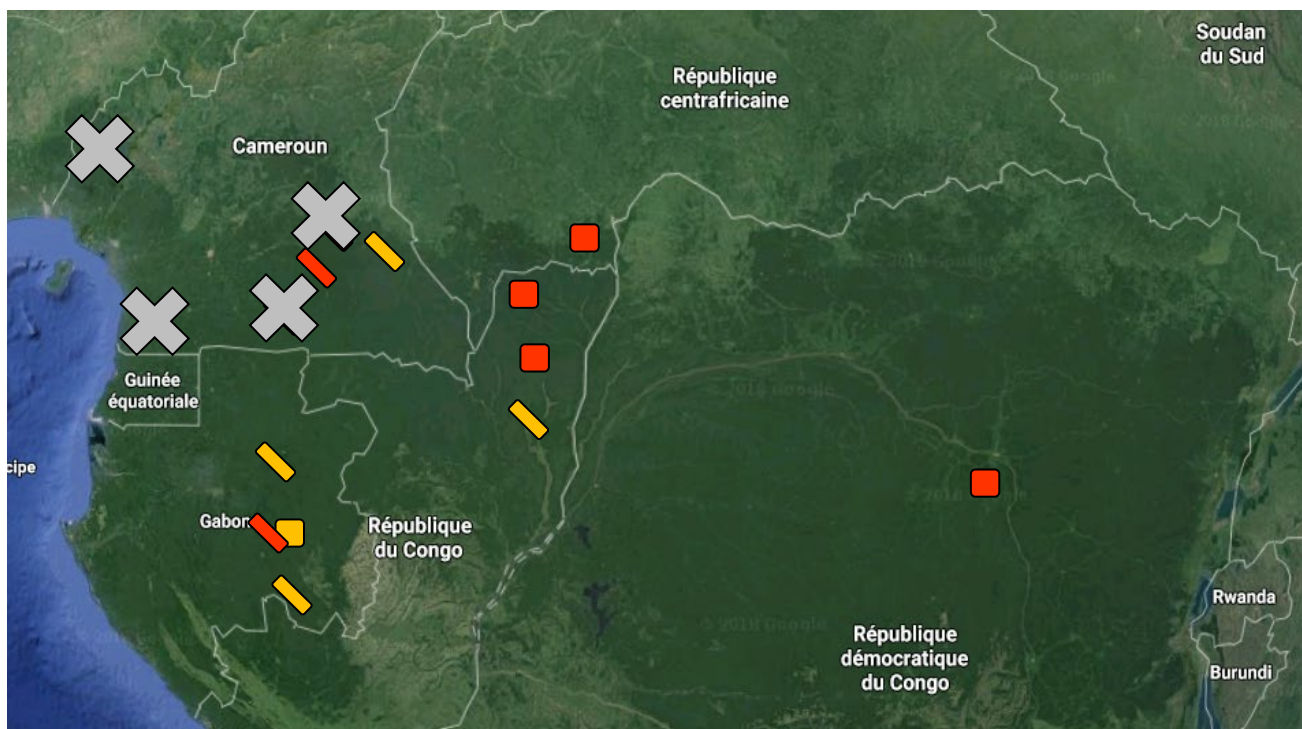 Soudan
du Sud
République
centrafricaine
Cameroun
Guinée
équatoriale
cipe
Gabon
République
du Congo
Rwanda
République
démocratique
du Congo
Burundi